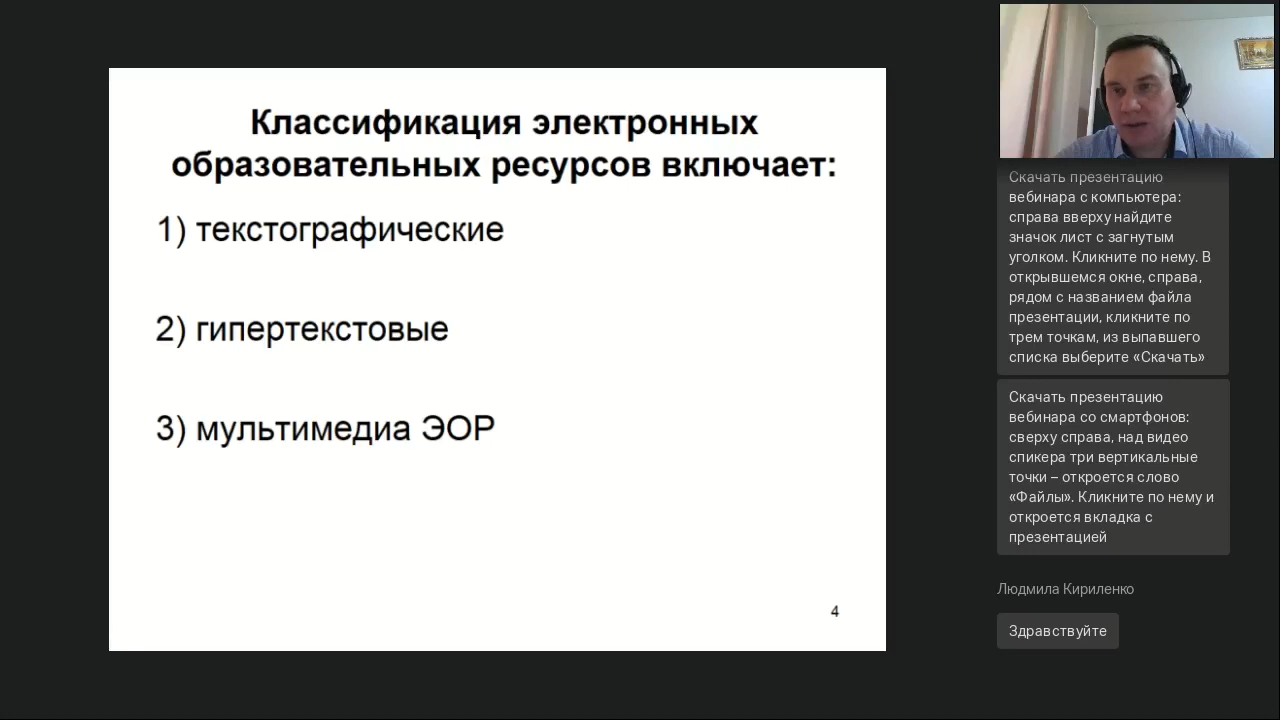 Классификация электронных
образовательных ресурсов включает:
1) текстографические
2) гипертекстовые
3) мультимедиа ЭОР
4
Скачать презентацию
вебинара с компьютера:
справа вверху найдите
значок лист с загнутым
уголком. Кликните по нему. В
открывшемся окне, справа,
рядом с названием файла
презентации, кликните по
трем точкам, из выпавшего
списка выберите «Скачать»
Скачать презентацию
вебинара со смартфонов:
сверху справа, над видео
спикера три вертикальные
точки – откроется слово
«Файлы». Кликните по нему и
откроется вкладка с
презентацией
Людмила Кириленко
Здравствуйте